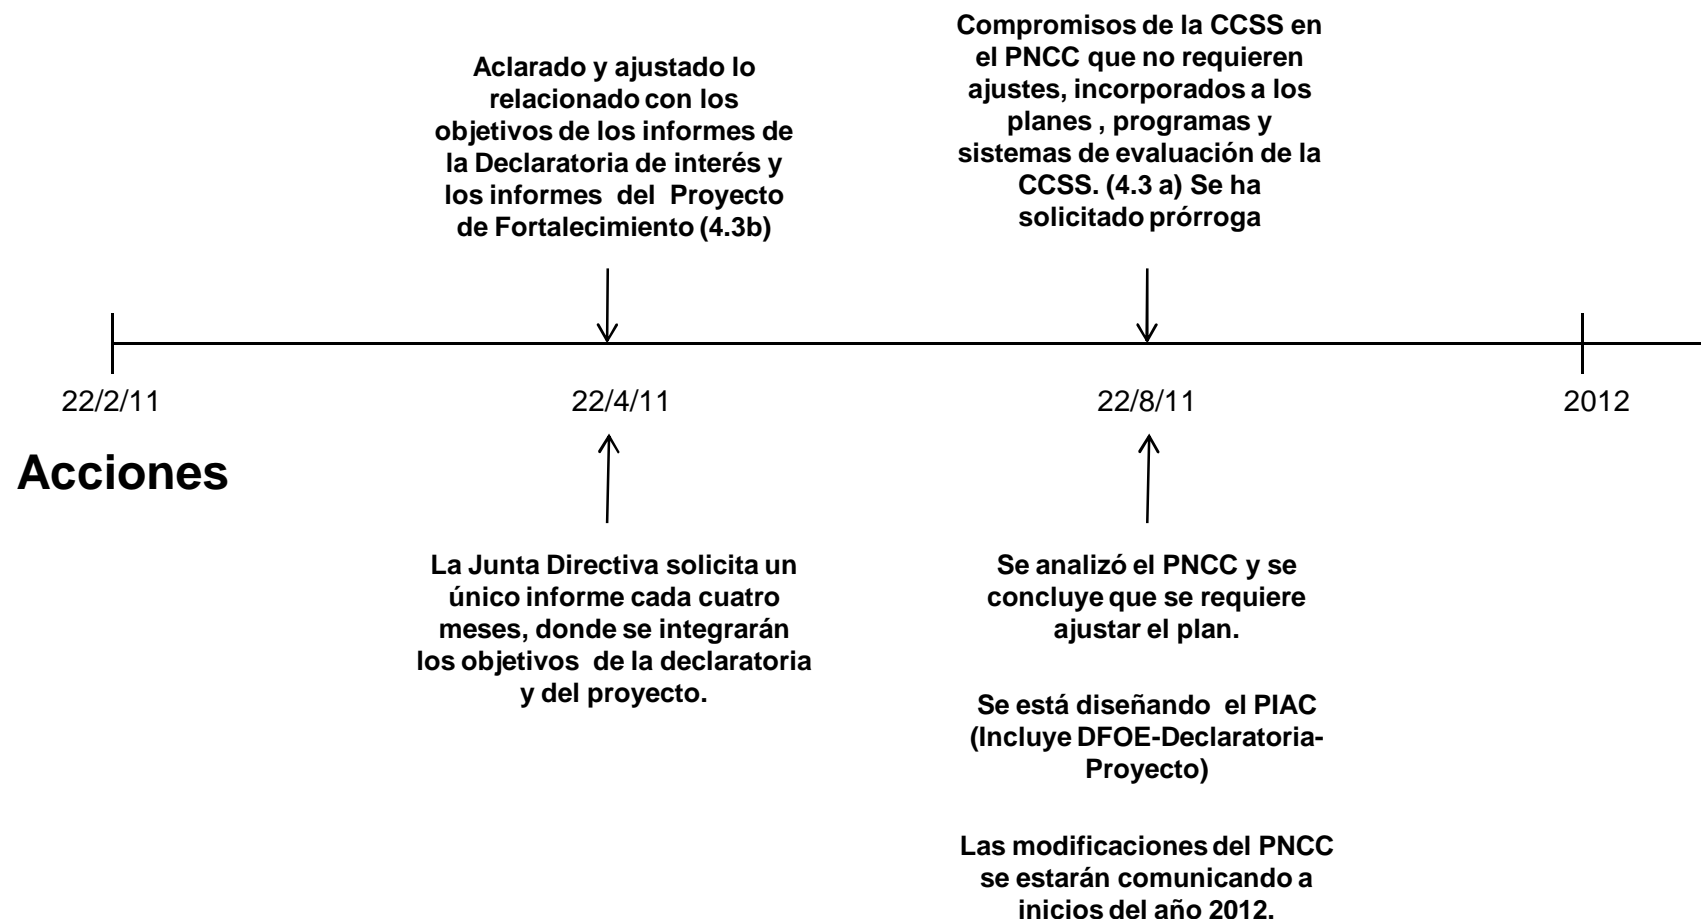 Aclarado y ajustado lo
relacionado con los
objetivos de los informes de
la Declaratoria de interés y
los informes del Proyecto
de Fortalecimiento (4.3b)
Compromisos de la CCSS en
el PNCC que no requieren
ajustes, incorporados a los
planes , programas y
sistemas de evaluación de la
CCSS. (4.3 a) Se ha
solicitado prórroga
22/2/11
22/4/11
22/8/11
2012
Acciones
La Junta Directiva solicita un
único informe cada cuatro
meses, donde se integrarán
los objetivos de la declaratoria
y del proyecto.
Se analizó el PNCC y se
concluye que se requiere
ajustar el plan.
Se está diseñando el PIAC
(Incluye DFOE-Declaratoria-
Proyecto)
Las modificaciones del PNCC
se estarán comunicando a
inicios del año 2012.